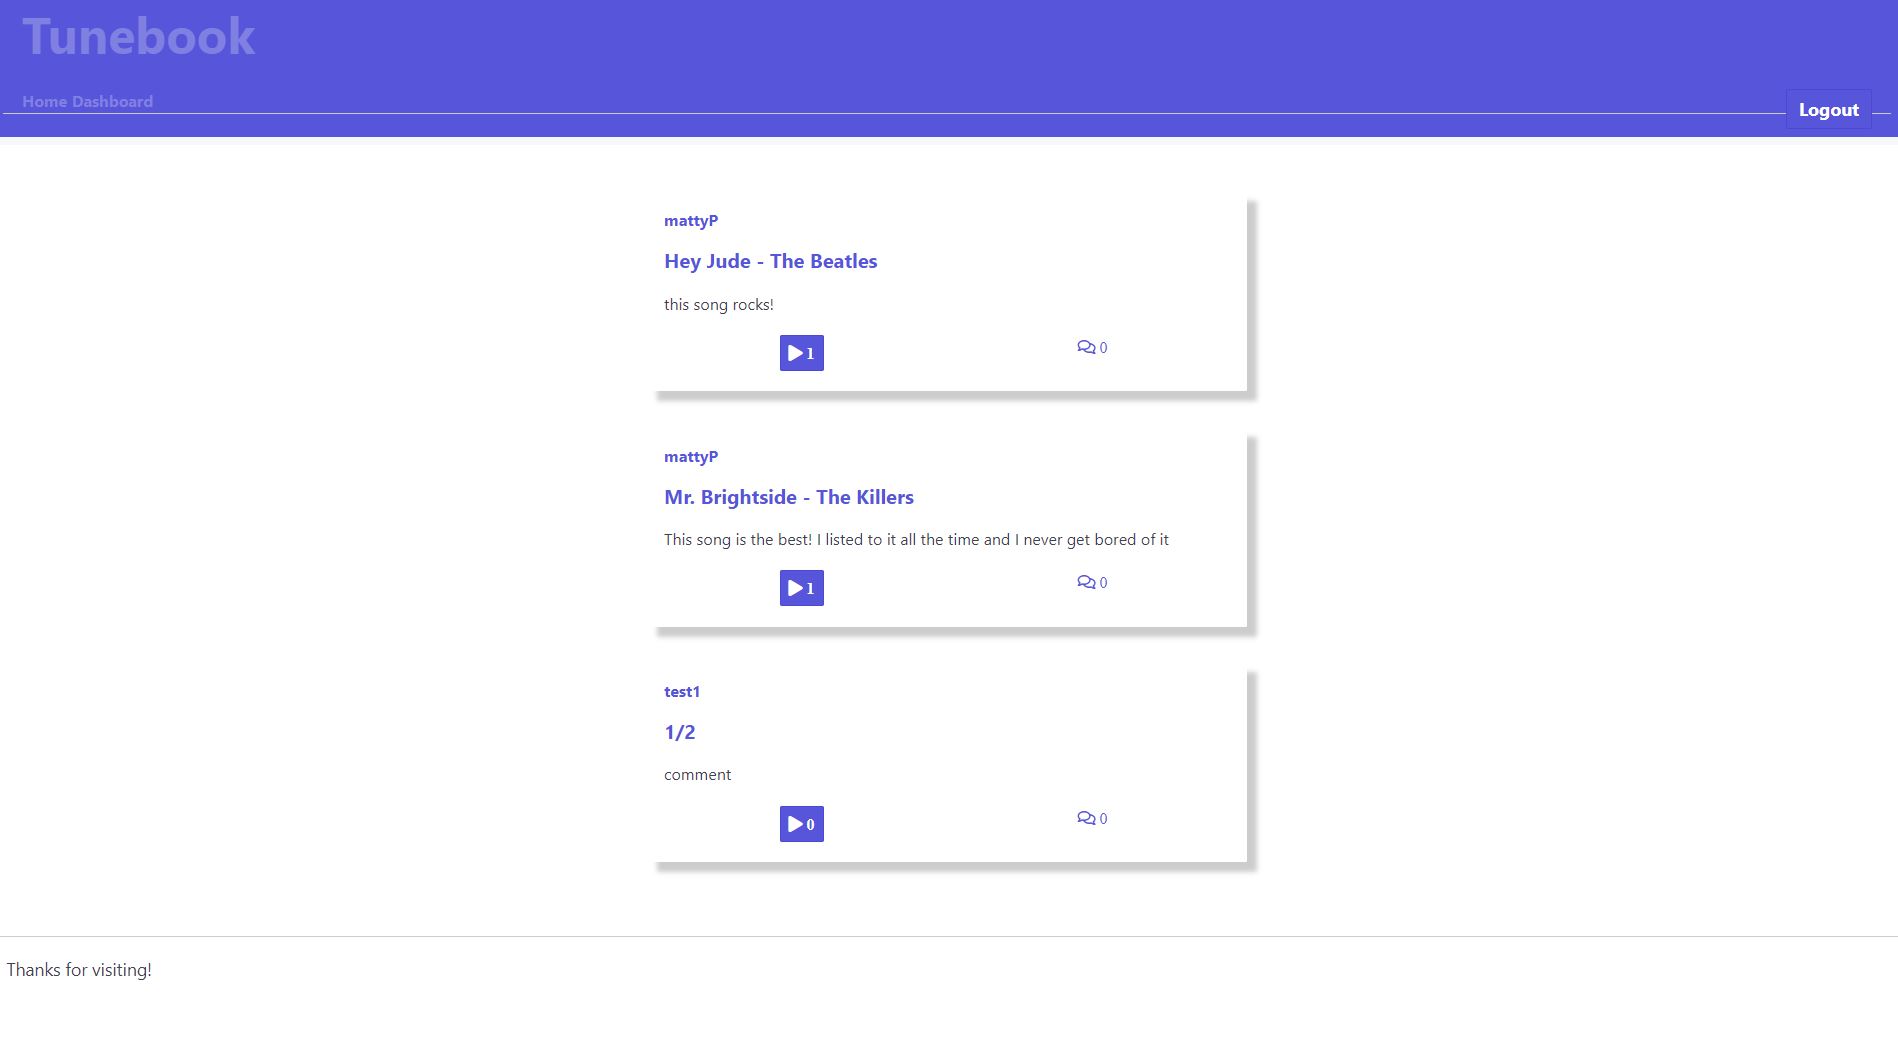 Tunebook
Home Dashboard
Logout
mattyP
Hey Jude - The Beatles
this song rocks!
1 0
mattyP
Mr. Brightside - The Killers
This song is the best! I listed to it all the time and I never get bored of it
1 0
test1
1/2
comment
0 0
Thanks for visiting!